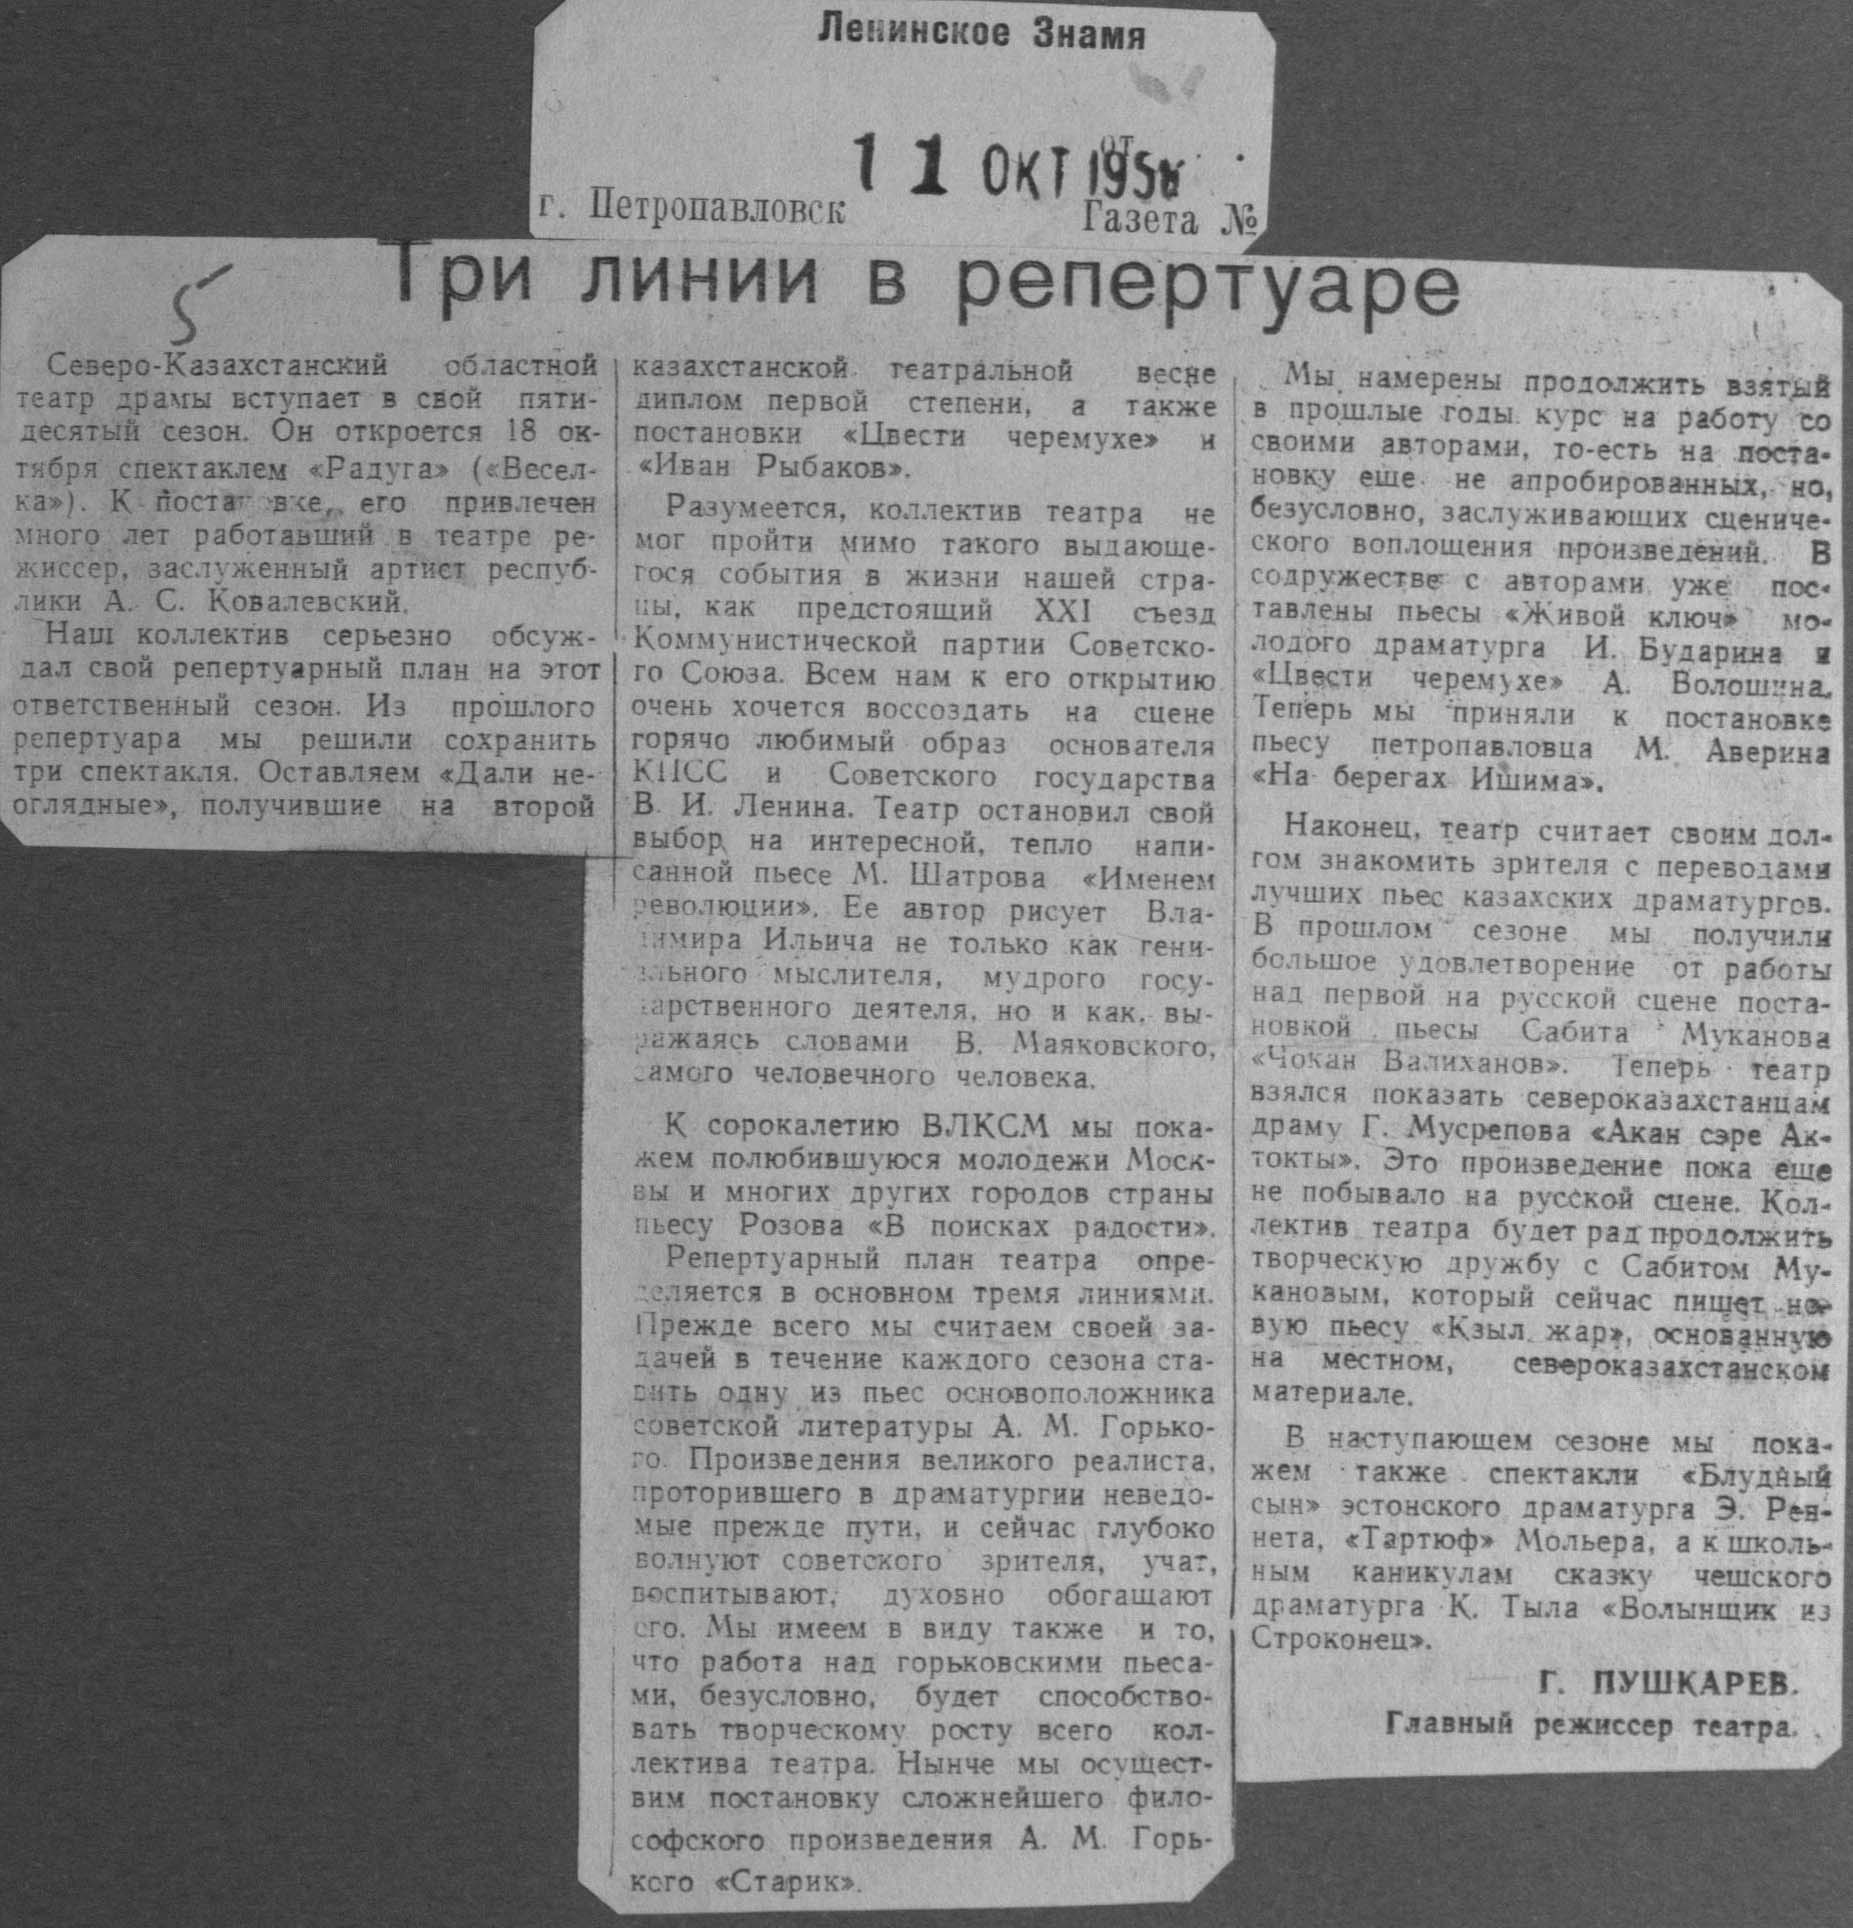 Ленинское Знамя
от
11 ОКТ 1958
г. Петропавловск Газета №
Три линии в репертуаре
5
Северо-Казахстанский областной
театр драмы вступает в свой пяти-
десятый сезон. Он откроется 18 ок-
тября спектаклем «Радуга» («Весел-
ка»). К постановке его привлечен
много лет работавший в театре ре-
жиссер, заслуженный артист респуб-
лики А. С. Ковалевский.
Наш коллектив серьезно обсуж-
дал свой репертуарный план на этот
ответственный сезон. Из прошлого
репертуара мы решили сохранить
три спектакля. Оставляем «Дали не-
оглядные», получившие на второй
казахстанской театральной весне
диплом первой степени, а также
постановки «Цвести черемухе» и
«Иван Рыбаков».
Разумеется, коллектив театра не
мог пройти мимо такого выдающе-
гося события в жизни нашей стра-
ны, как предстоящий XXI съезд
Коммунистической партии Советско-
го Союза. Всем нам к его открытию
очень хочется воссоздать на сцене
горячо любимый образ основателя
КПСС и Советского государства
В. И. Ленина. Театр остановил свой
выбор на интересной, тепло напи-
санной пьесе М. Шатрова «Именем
революции». Ее автор рисует Вла-
димира Ильича не только как гени-
ального мыслителя, мудрого госу-
дарственного деятеля, но и как, вы-
ражаясь словами В. Маяковского,
самого человечного человека.
К сорокалетию ВЛКСМ мы пока-
жем полюбившуюся молодежи Моск-
вы и многих других городов страны
пьесу Розова «В поисках радости».
Репертуарный план театра опре-
деляется в основном тремя линиями.
Прежде всего мы считаем своей за-
дачей в течение каждого сезона ста-
вить одну из пьес основоположника
советской литературы А. М. Горько-
го. Произведения великого реалиста,
проторившего в драматургии неведо-
мые прежде пути, и сейчас глубоко
волнуют советского зрителя, учат,
воспитывают, духовно обогащают
его. Мы имеем в виду также и то,
что работа над горьковскими пьеса-
ми, безусловно, будет способство-
вать творческому росту всего кол-
лектива театра. Нынче мы осущест-
вим постановку сложнейшего фило-
софского произведения А. М. Горь-
кого «Старик».
Мы намерены продолжить взятый
в прошлые годы курс на работу со
своими авторами, то-есть на поста-
новку еще не апробированных, но,
безусловно, заслуживающих сцениче-
ского воплощения произведений. В
содружестве с авторами уже пос-
тавлены пьесы «Живой ключ» мо-
лодого драматурга И. Бударина и
«Цвести черемухе» А. Волошина.
Теперь мы приняли к постановке
пьесу петропавловца М. Аверина
«На берегах Ишима».
Наконец, театр считает своим дол-
гом знакомить зрителя с переводами
лучших пьес казахских драматургов.
В прошлом сезоне мы получили
большое удовлетворение от работы
над первой на русской сцене поста-
новкой пьесы Сабита Муканова
«Чокан Валиханов». Теперь театр
взялся показать североказахстанцам
драму Г. Мусрепова «Акан сэре Ак-
токты». Это произведение пока еще
не побывало на русской сцене. Кол-
лектив театра будет рад продолжить
творческую дружбу с Сабитом Му-
кановым, который сейчас пишет но-
вую пьесу «Кзыл жар», основанную
на местном, североказахстанском
материале.
В наступающем сезоне мы пока-
жем также спектакли «Блудный
сын» эстонского драматурга Э. Рен-
нета, «Тартюф» Мольера, а к школь-
ным каникулам сказку чешского
драматурга К. Тыла «Волынщик из
Строконец».
Г. ПУШКАРЕВ.
Главный режиссер театра.